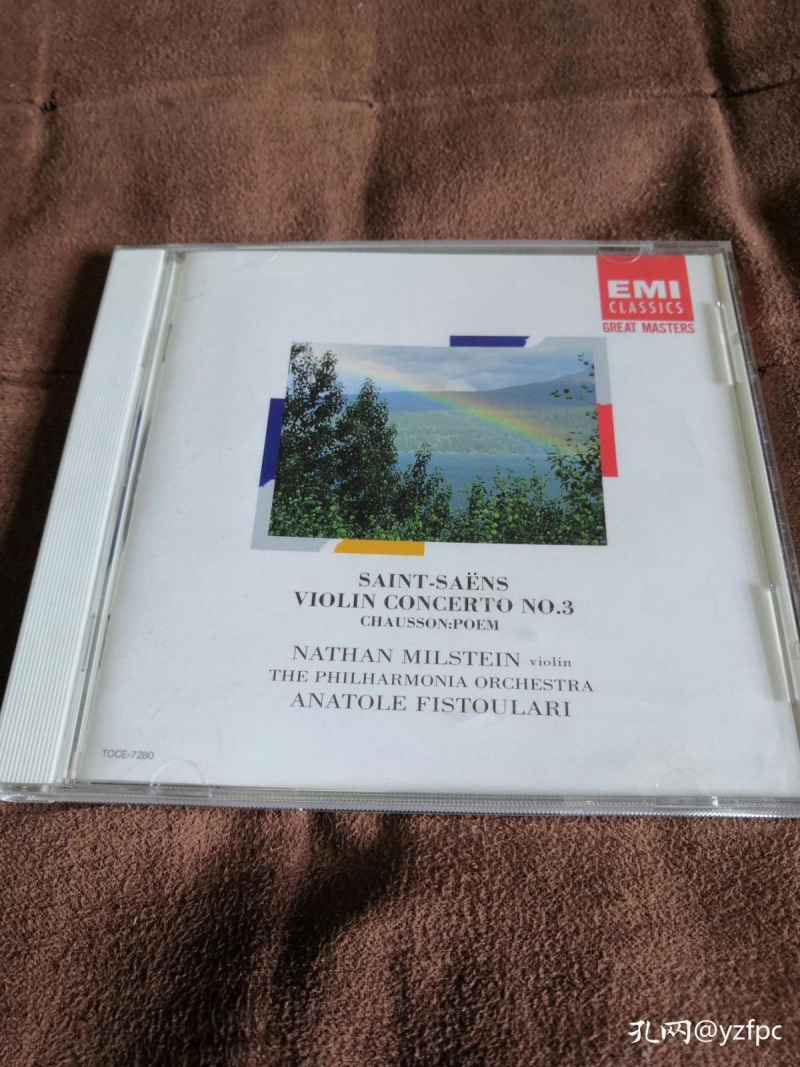 EMI
CLASSICS
GREAT MASTERS
SAINT-SAËNS
VIOLIN CONCERTO NO.3
CHAUSSON:POEM
NATHAN MILSTEIN violin
THE PHILHARMONIA ORCHESTRA
ANATOLE FISTOULARI
TOCE-7280
孔网@yzfpc